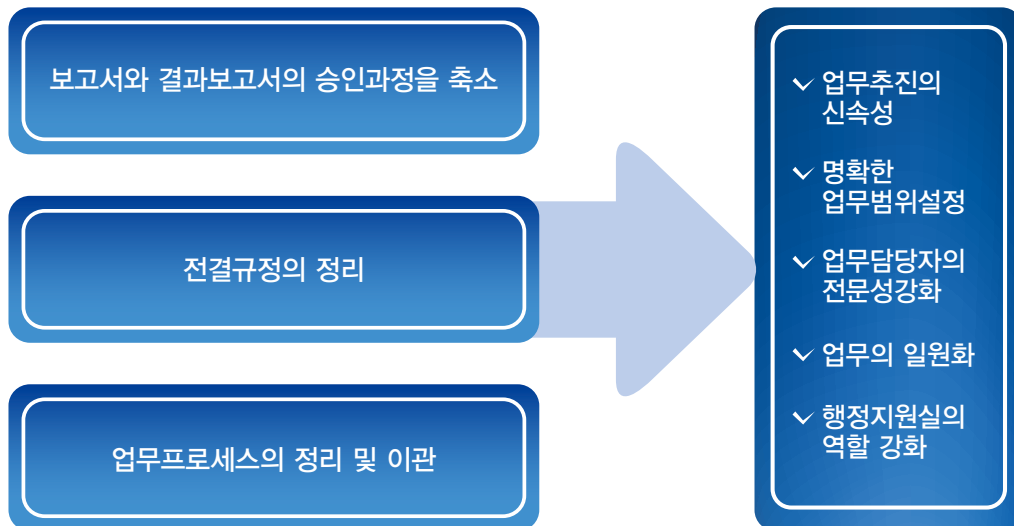 보고서와 결과보고서의 승인과정을 축소
전결규정의 정리
업무프로세스의 정리 및 이관
업무추진의
신속성
명확한
업무범위설정
업무담당자의
전문성강화
업무의 일원화
행정지원실의
역할 강화